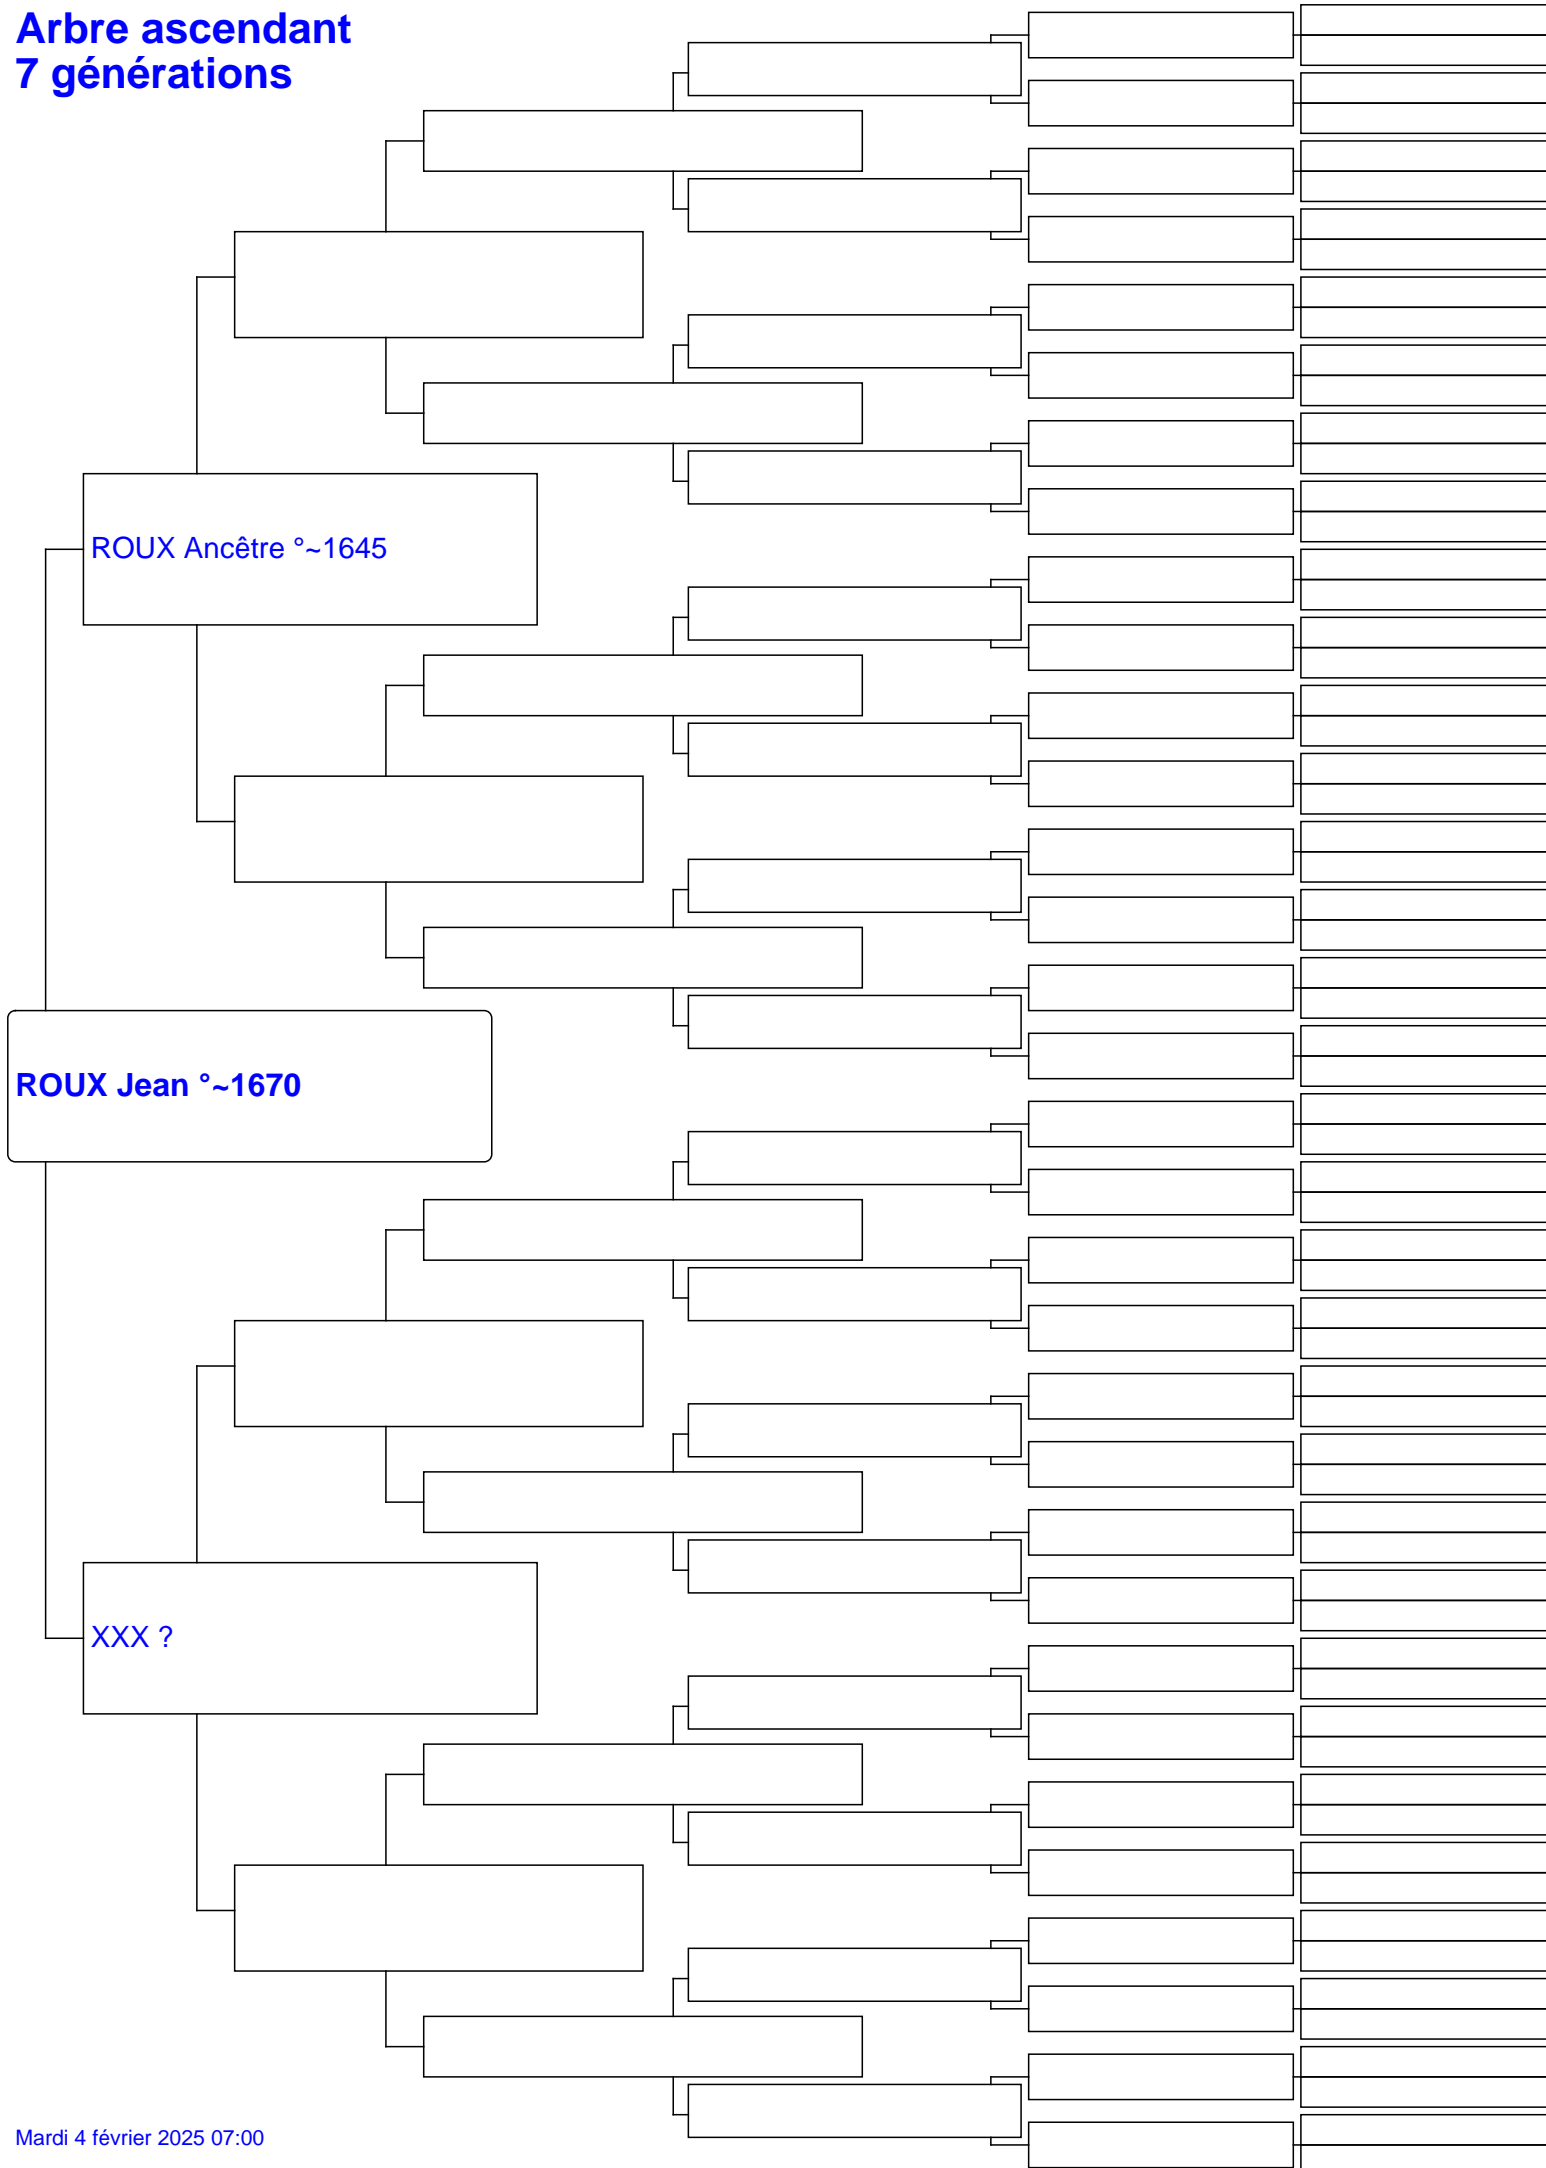 Arbre ascendant
7 générations
ROUX Ancêtre °~1645
ROUX Jean °~1670
XXX ?
Mardi 4 février 2025 07:00